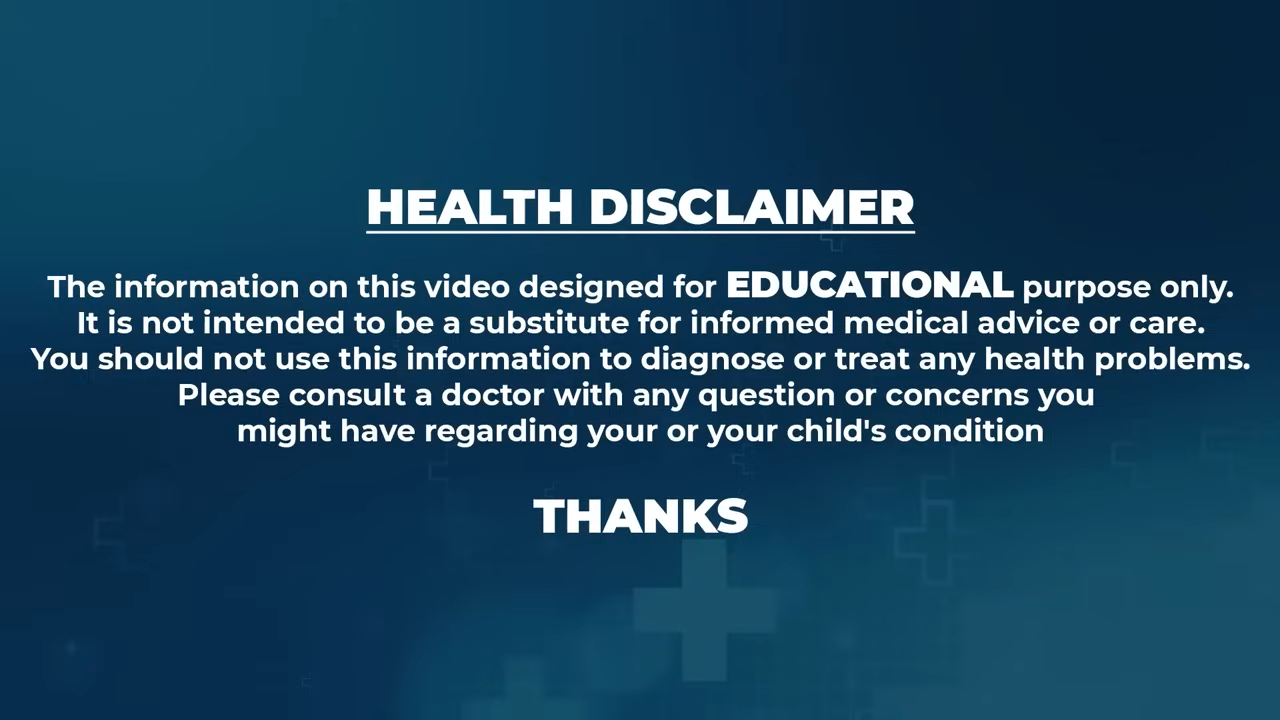 HEALTH DISCLAIMER
The information on this video designed for EDUCATIONAL purpose only.
It is not intended to be a substitute for informed medical advice or care.
You should not use this information to diagnose or treat any health problems.
Please consult a doctor with any question or concerns you
might have regarding your or your child's condition
THANKS